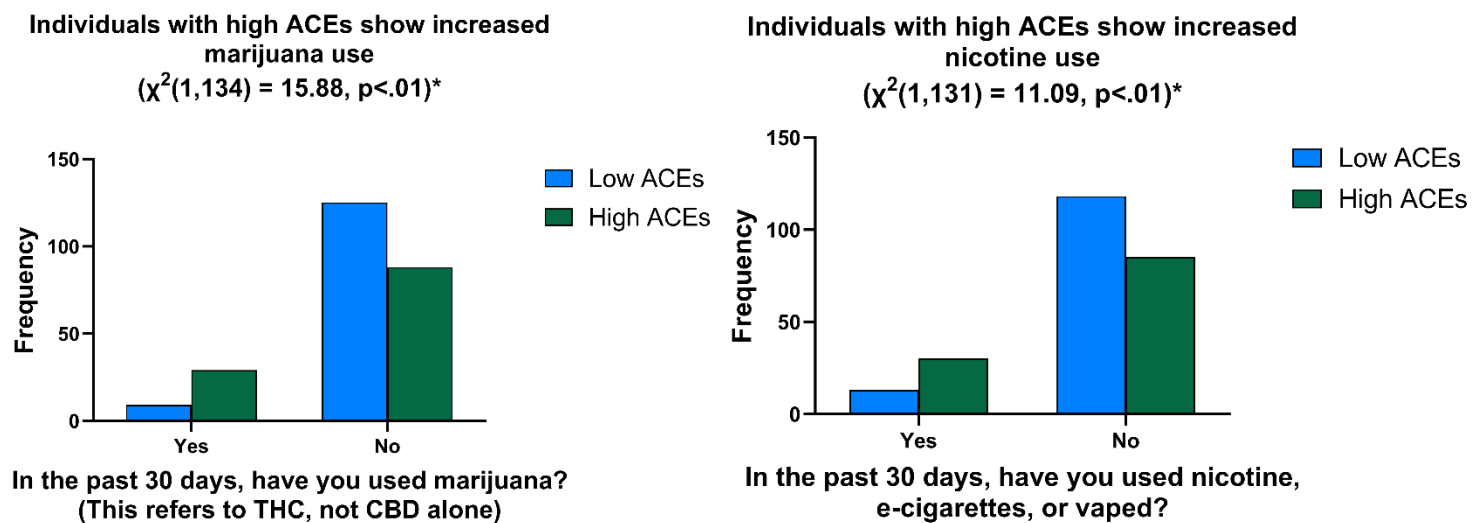 Individuals with high ACEs show increased
marijuana use
(χ²(1,134) = 15.88, p<.01)*
150
100
50
0
Frequency
Low ACEs
High ACEs
Yes
No
In the past 30 days, have you used marijuana?
(This refers to THC, not CBD alone)
Individuals with high ACEs show increased
nicotine use
(χ²(1,131) = 11.09, p<.01)*
150
100
50
0
Frequency
Low ACEs
High ACEs
Yes
No
In the past 30 days, have you used nicotine,
e-cigarettes, or vaped?